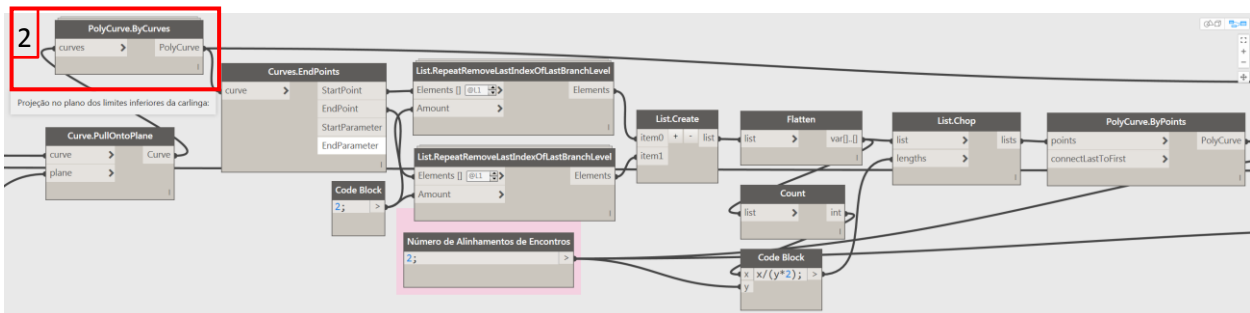 2
PolyCurve.ByCurves
curves > PolyCurve
Projeção no plano dos limites inferiores da carlinga:
Curve.PullOntoPlane
curve > Curve
plane >
Curves.EndPoints
curve > StartPoint
EndPoint
StartParameter
EndParameter
List.RepeatRemoveLastIndexOfLastBranchLevel
Elements [] @L1 > Elements
Amount >
List.RepeatRemoveLastIndexOfLastBranchLevel
Elements [] @L1 > Elements
Amount >
Code Block
2; >
Número de Alinhamentos de Encontros
2; >
List.Create
item0 + - list
item1
Flatten
list > var[]..[]
Count
list > int
Code Block
x x/(y*2); >
y
List.Chop
list > lists
lengths >
PolyCurve.ByPoints
points > PolyCurve
connectLastToFirst >